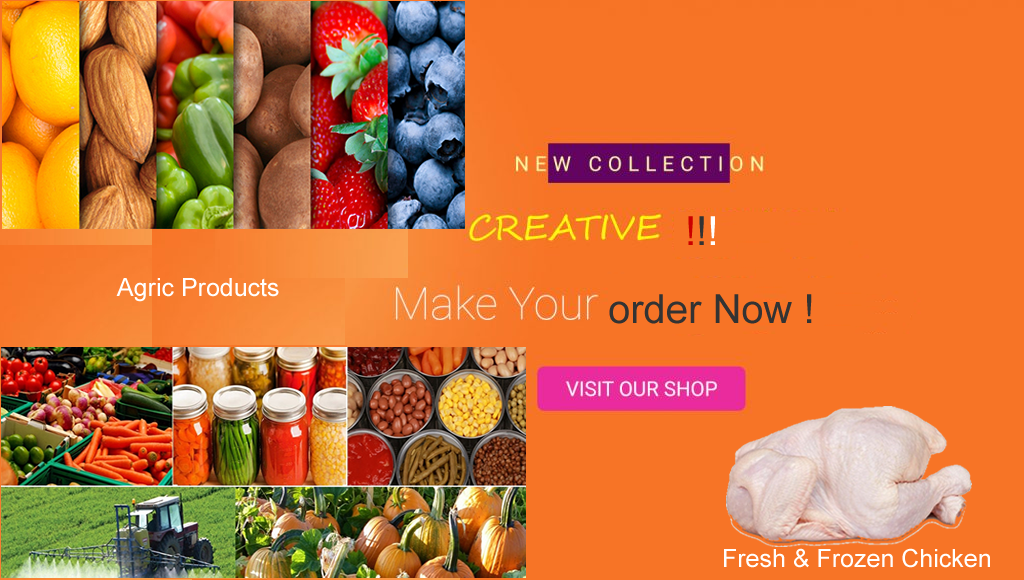 NEW COLLECTION
CREATIVE !!!
Agric Products
Make Your order Now !
VISIT OUR SHOP
Fresh & Frozen Chicken